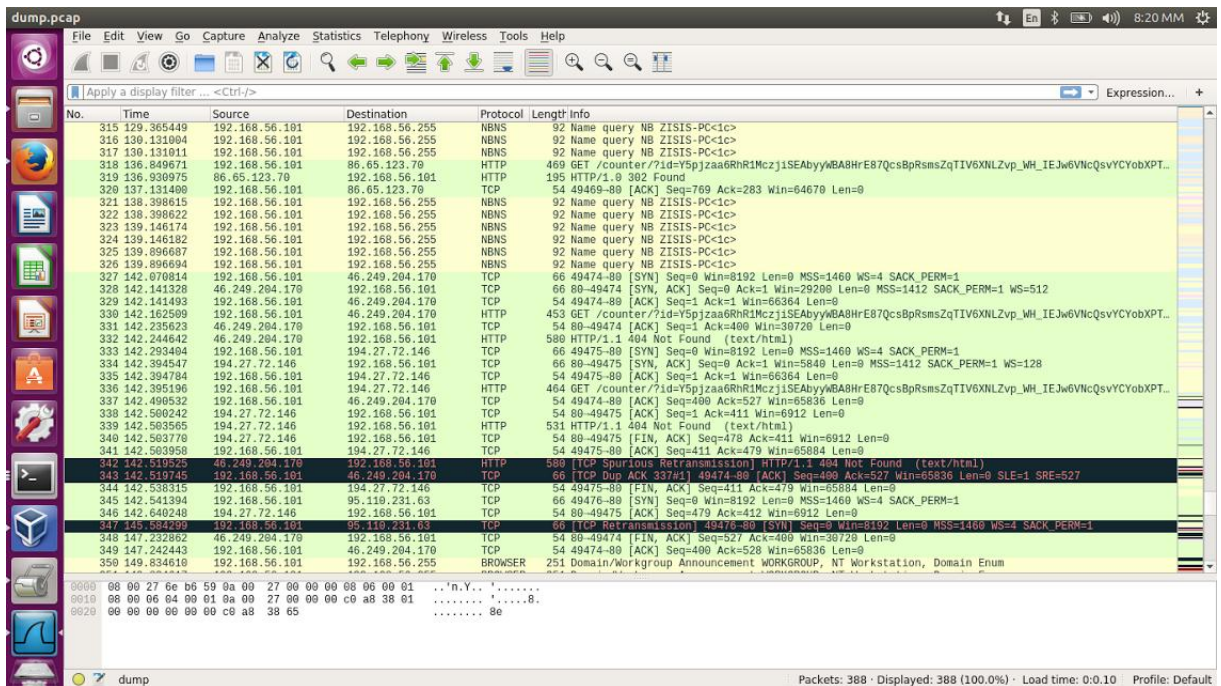 dump.pcap
En
8:20 MM
File Edit View Go Capture Analyze Statistics Telephony Wireless Tools Help
Apply a display filter ... <Ctrl-/>
Expression... +
No. Time Source Destination Protocol Length Info
315 129.365449 192.168.56.101 192.168.56.255 NBNS 92 Name query NB ZISIS-PC<1c>
316 130.131004 192.168.56.101 192.168.56.255 NBNS 92 Name query NB ZISIS-PC<1c>
317 130.131011 192.168.56.101 192.168.56.255 NBNS 92 Name query NB ZISIS-PC<1c>
318 136.849671 192.168.56.101 86.65.123.70 HTTP 469 GET /counter/?id=Y5pjzaa6RhR1MczjiSEAbyyWBA8HrE87QcsBpRsmsZqTIV6XNLZvp_WH_IEJw6VNcQsvYCYobXPT…
319 136.930975 86.65.123.70 192.168.56.101 HTTP 195 HTTP/1.0 302 Found
320 137.131400 192.168.56.101 86.65.123.70 TCP 54 49469→80 [ACK] Seq=769 Ack=283 Win=64670 Len=0
321 138.398615 192.168.56.101 192.168.56.255 NBNS 92 Name query NB ZISIS-PC<1c>
322 138.398622 192.168.56.101 192.168.56.255 NBNS 92 Name query NB ZISIS-PC<1c>
323 139.146174 192.168.56.101 192.168.56.255 NBNS 92 Name query NB ZISIS-PC<1c>
324 139.146182 192.168.56.101 192.168.56.255 NBNS 92 Name query NB ZISIS-PC<1c>
325 139.896687 192.168.56.101 192.168.56.255 NBNS 92 Name query NB ZISIS-PC<1c>
326 139.896694 192.168.56.101 192.168.56.255 NBNS 92 Name query NB ZISIS-PC<1c>
327 142.070814 192.168.56.101 46.249.204.170 TCP 66 49474→80 [SYN] Seq=0 Win=8192 Len=0 MSS=1460 WS=4 SACK_PERM=1
328 142.141328 46.249.204.170 192.168.56.101 TCP 66 80→49474 [SYN, ACK] Seq=0 Ack=1 Win=29200 Len=0 MSS=1412 SACK_PERM=1 WS=512
329 142.141493 192.168.56.101 46.249.204.170 TCP 54 49474→80 [ACK] Seq=1 Ack=1 Win=66364 Len=0
330 142.162509 192.168.56.101 46.249.204.170 HTTP 453 GET /counter/?id=Y5pjzaa6RhR1MczjiSEAbyyWBA8HrE87QcsBpRsmsZqTIV6XNLZvp_WH_IEJw6VNcQsvYCYobXPT…
331 142.235623 46.249.204.170 192.168.56.101 TCP 54 80→49474 [ACK] Seq=1 Ack=400 Win=30720 Len=0
332 142.244642 46.249.204.170 192.168.56.101 HTTP 580 HTTP/1.1 404 Not Found (text/html)
333 142.293404 192.168.56.101 194.27.72.146 TCP 66 49475→80 [SYN] Seq=0 Win=8192 Len=0 MSS=1460 WS=4 SACK_PERM=1
334 142.394547 194.27.72.146 192.168.56.101 TCP 66 80→49475 [SYN, ACK] Seq=0 Ack=1 Win=5840 Len=0 MSS=1412 SACK_PERM=1 WS=128
335 142.394784 192.168.56.101 194.27.72.146 TCP 54 49475→80 [ACK] Seq=1 Ack=1 Win=66364 Len=0
336 142.395196 192.168.56.101 194.27.72.146 HTTP 464 GET /counter/?id=Y5pjzaa6RhR1MczjiSEAbyyWBA8HrE87QcsBpRsmsZqTIV6XNLZvp_WH_IEJw6VNcQsvYCYobXPT…
337 142.490532 192.168.56.101 46.249.204.170 TCP 54 49474→80 [ACK] Seq=400 Ack=527 Win=65836 Len=0
338 142.500242 194.27.72.146 192.168.56.101 TCP 54 80→49475 [ACK] Seq=1 Ack=411 Win=6912 Len=0
339 142.503565 194.27.72.146 192.168.56.101 HTTP 531 HTTP/1.1 404 Not Found (text/html)
340 142.503770 194.27.72.146 192.168.56.101 TCP 54 80→49475 [FIN, ACK] Seq=478 Ack=411 Win=6912 Len=0
341 142.503958 192.168.56.101 194.27.72.146 TCP 54 49475→80 [ACK] Seq=411 Ack=479 Win=65884 Len=0
342 142.519525 46.249.204.170 192.168.56.101 HTTP 580 [TCP Spurious Retransmission] HTTP/1.1 404 Not Found (text/html)
343 142.519745 192.168.56.101 46.249.204.170 TCP 66 [TCP Dup ACK 337#1] 49474→80 [ACK] Seq=400 Ack=527 Win=65836 Len=0 SLE=1 SRE=527
344 142.538315 192.168.56.101 194.27.72.146 TCP 54 49475→80 [FIN, ACK] Seq=411 Ack=479 Win=65884 Len=0
345 142.541394 192.168.56.101 95.110.231.63 TCP 66 49476→80 [SYN] Seq=0 Win=8192 Len=0 MSS=1460 WS=4 SACK_PERM=1
346 142.640248 194.27.72.146 192.168.56.101 TCP 54 80→49475 [ACK] Seq=479 Ack=412 Win=6912 Len=0
347 145.584299 192.168.56.101 95.110.231.63 TCP 66 [TCP Retransmission] 49476→80 [SYN] Seq=0 Win=8192 Len=0 MSS=1460 WS=4 SACK_PERM=1
348 147.232862 46.249.204.170 192.168.56.101 TCP 54 80→49474 [FIN, ACK] Seq=527 Ack=400 Win=30720 Len=0
349 147.242443 192.168.56.101 46.249.204.170 TCP 54 49474→80 [ACK] Seq=400 Ack=528 Win=65836 Len=0
350 149.834610 192.168.56.101 192.168.56.255 BROWSER 251 Domain/Workgroup Announcement WORKGROUP, NT Workstation, Domain Enum
0000 08 00 27 6e b6 59 0a 00 27 00 00 00 08 06 00 01 ..'n.Y.. '.......
0010 08 00 06 04 00 01 0a 00 27 00 00 00 c0 a8 38 01 ........ '.....8.
0020 00 00 00 00 00 00 c0 a8 38 65 ........ 8e
dump
Packets: 388 · Displayed: 388 (100.0%) · Load time: 0:0.10
Profile: Default